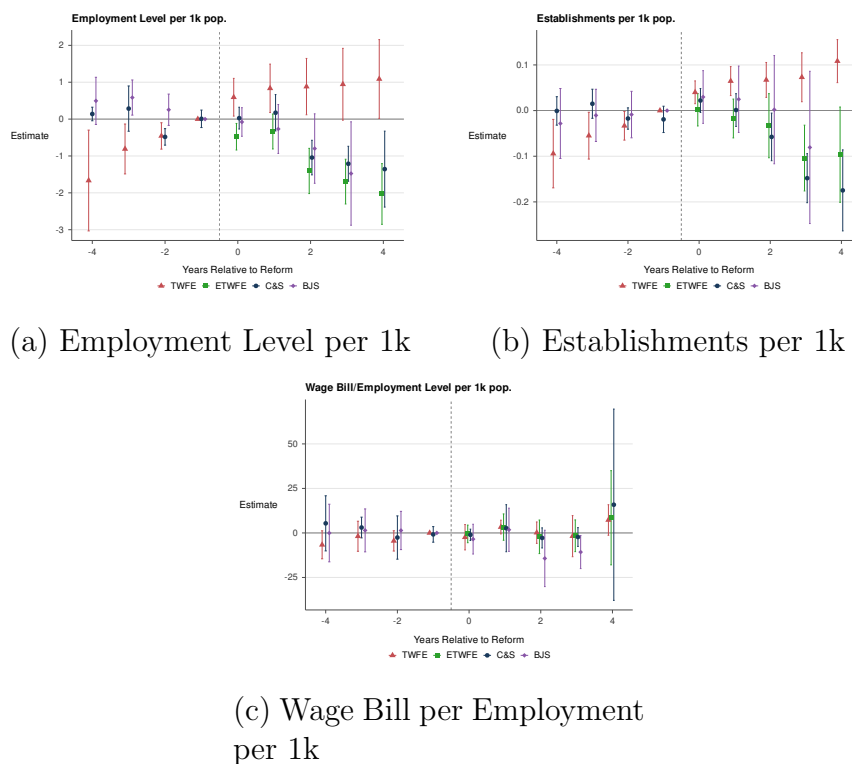 Employment Level per 1k pop.
2
1
0
-1
-2
-3
Estimate
-4
-2
0
2
4
Years Relative to Reform
TWFE ETWFE C&S BJS
(a) Employment Level per 1k
Establishments per 1k pop.
0.1
0.0
-0.1
-0.2
Estimate
-4
-2
0
2
4
Years Relative to Reform
TWFE ETWFE C&S BJS
(b) Establishments per 1k
Wage Bill/Employment Level per 1k pop.
50
25
0
-25
Estimate
-4
-2
0
2
4
Years Relative to Reform
TWFE ETWFE C&S BJS
(c) Wage Bill per Employment
per 1k